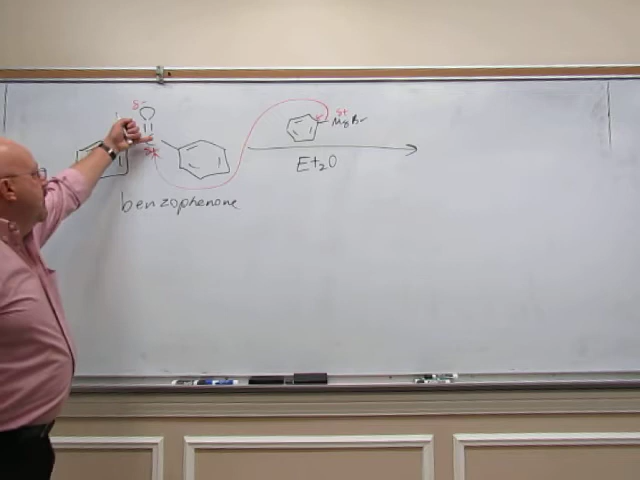 δ-
O
δ+
MgBr
Et₂O
benzophenone